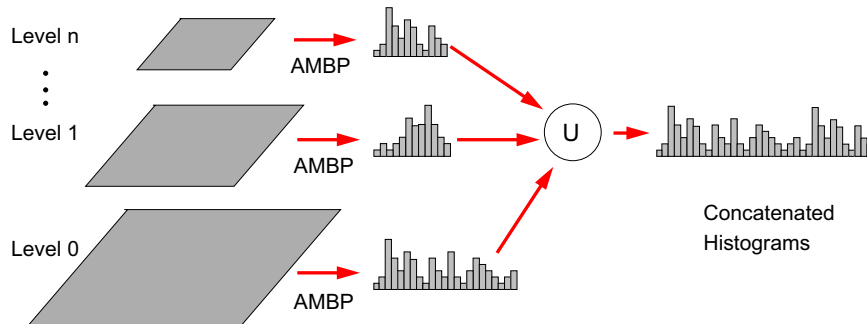 Level n
AMBP
Level 1
AMBP
U
Level 0
AMBP
Concatenated
Histograms